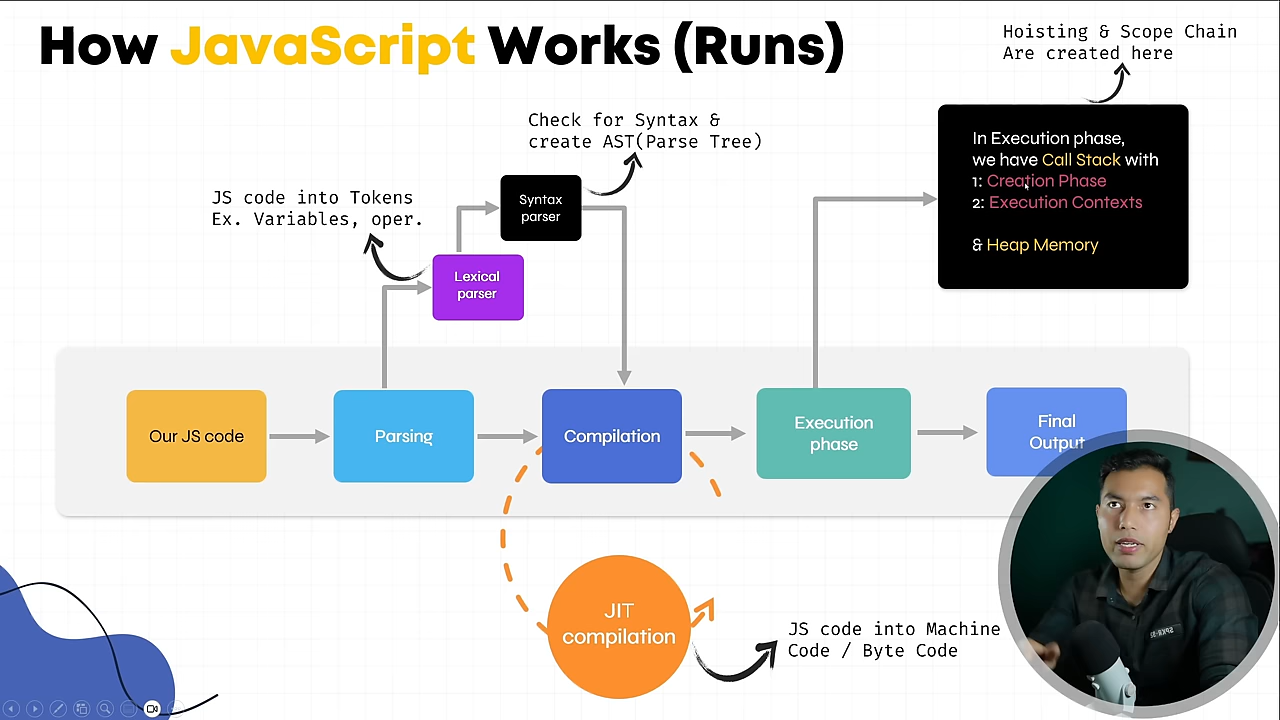 How JavaScript Works (Runs)
Hoisting & Scope Chain
Are created here
Check for Syntax &
create AST(Parse Tree)
In Execution phase,
we have Call Stack with
1: Creation Phase
2: Execution Contexts
& Heap Memory
JS code into Tokens
Ex. Variables, oper.
Syntax
parser
Lexical
parser
Our JS code
Parsing
Compilation
Execution
phase
Final
Output
JIT
compilation
JS code into Machine
Code / Byte Code